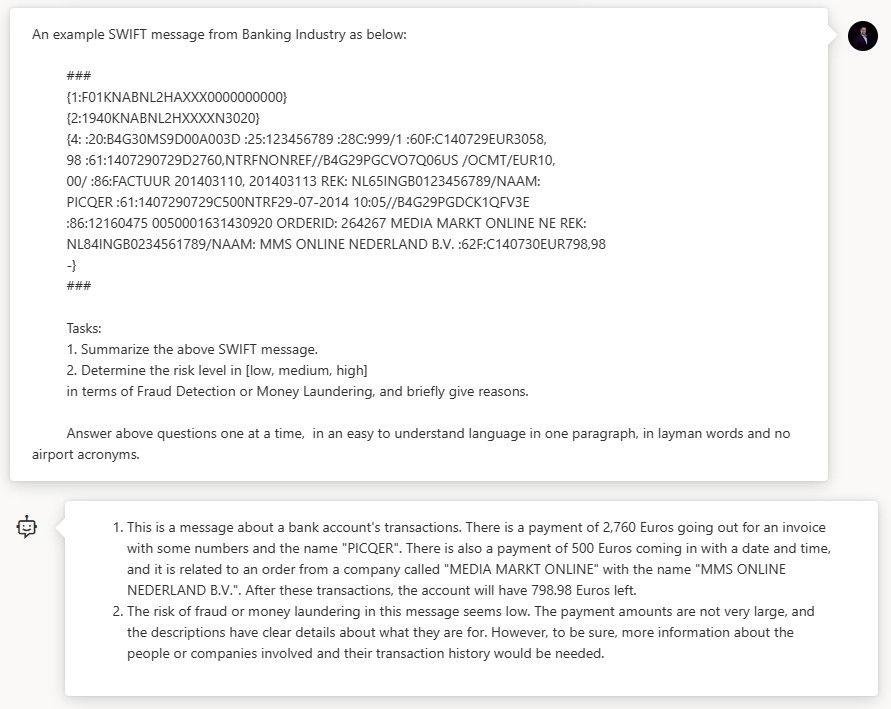 An example SWIFT message from Banking Industry as below:
###
{1:F01KNABNL2HAXXX0000000000}
{2:1940KNABNL2HXXXXN3020}
{4: :20:B4G30MS9D00A003D :25:123456789 :28C:999/1 :60F:C140729EUR3058,
98 :61:1407290729D2760,NTRFNONREF//B4G29PGCVO7Q06US /OCMT/EUR10,
00/ :86:FACTUUR 201403110, 201403113 REK: NL65INGB0123456789/NAAM:
PICQER :61:1407290729C500NTRF29-07-2014 10:05//B4G29PGDCK1QFV3E
:86:12160475 0050001631430920 ORDERID: 264267 MEDIA MARKT ONLINE NE REK:
NL84INGB0234561789/NAAM: MMS ONLINE NEDERLAND B.V. :62F:C140730EUR798,98
-}
###
Tasks:
1. Summarize the above SWIFT message.
2. Determine the risk level in [low, medium, high]
in terms of Fraud Detection or Money Laundering, and briefly give reasons.
Answer above questions one at a time,  in an easy to understand language in one paragraph, in layman words and no
airport acronyms.
1. This is a message about a bank account's transactions. There is a payment of 2,760 Euros going out for an invoice
with some numbers and the name "PICQER". There is also a payment of 500 Euros coming in with a date and time,
and it is related to an order from a company called "MEDIA MARKT ONLINE" with the name "MMS ONLINE
NEDERLAND B.V.". After these transactions, the account will have 798.98 Euros left.
2. The risk of fraud or money laundering in this message seems low. The payment amounts are not very large, and
the descriptions have clear details about what they are for. However, to be sure, more information about the
people or companies involved and their transaction history would be needed.